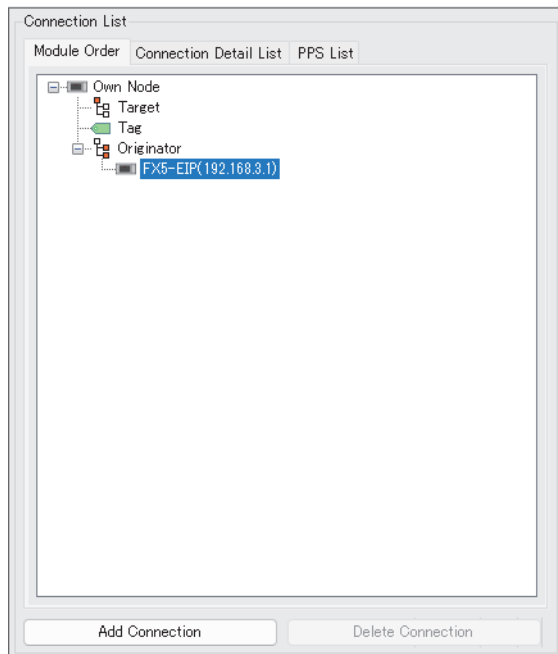 Connection List
Module Order Connection Detail List PPS List
Own Node
Target
Tag
Originator
FX5-EIP(192.168.3.1)
Add Connection Delete Connection